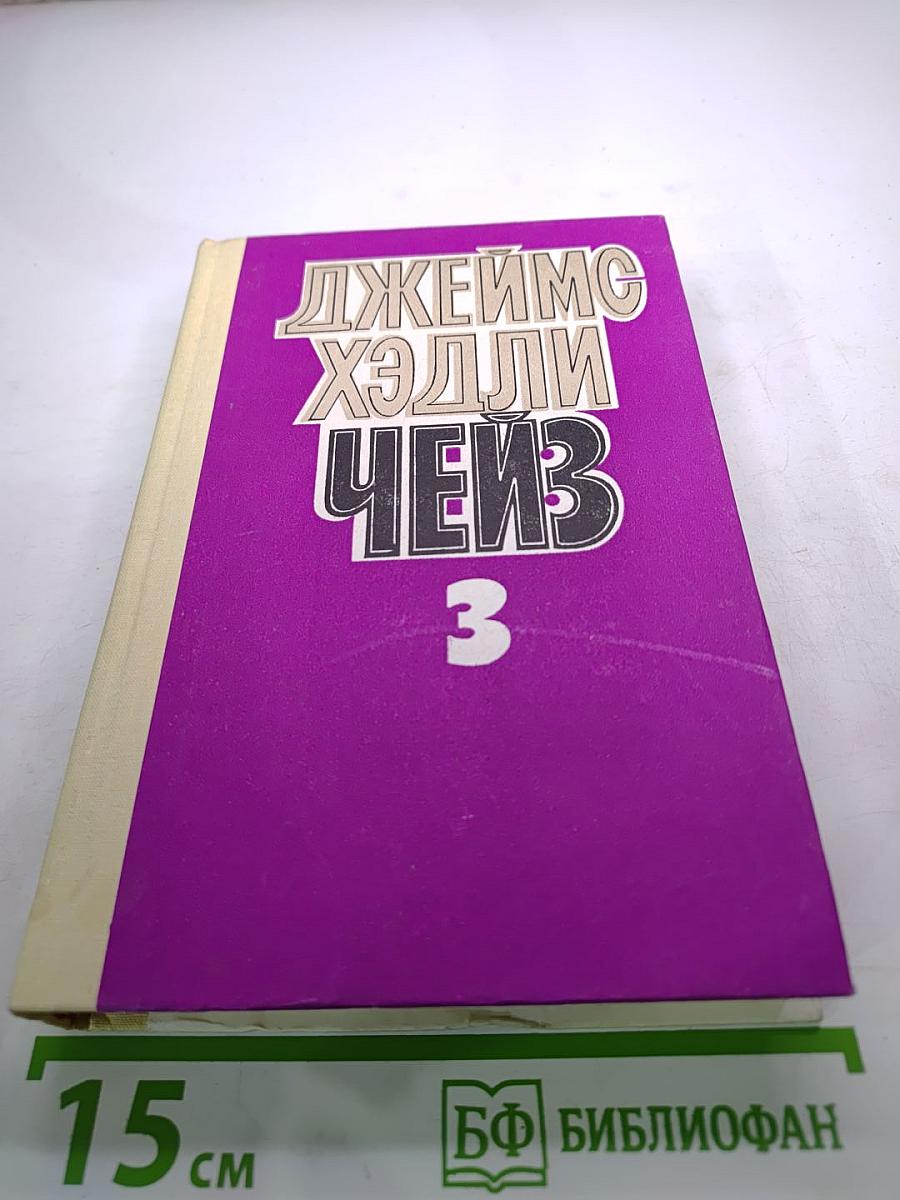 ДЖЕЙМС
ХЭДЛИ
ЧЕЙЗ
3
15 см
БФ БИБЛИОФАН